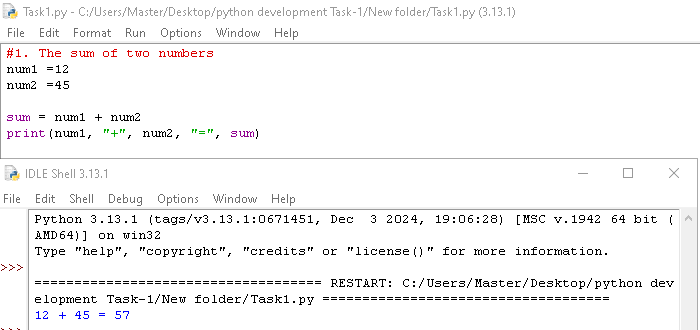 Task1.py - C:/Users/Master/Desktop/python development Task-1/New folder/Task1.py (3.13.1)
File Edit Format Run Options Window Help
#1. The sum of two numbers
num1 =12
num2 =45
sum = num1 + num2
print(num1, "+", num2, "=", sum)
IDLE Shell 3.13.1
File Edit Shell Debug Options Window Help
Python 3.13.1 (tags/v3.13.1:0671451, Dec  3 2024, 19:06:28) [MSC v.1942 64 bit (
AMD64)] on win32
Type "help", "copyright", "credits" or "license()" for more information.
>>>
==================================== RESTART: C:/Users/Master/Desktop/python dev
elopment Task-1/New folder/Task1.py ====================================
12 + 45 = 57
>>>